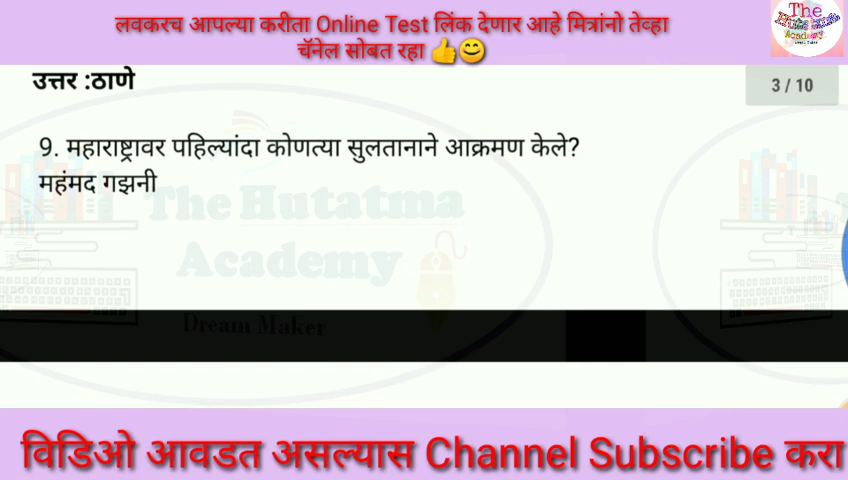 लवकरच आपल्या करीता Online Test लिंक देणार आहे मित्रांनो तेव्हा
चॅनेल सोबत रहा 👍😊
The
Hutatma
Academy
उत्तर :ठाणे
3 / 10
9. महाराष्ट्रावर पहिल्यांदा कोणत्या सुलतानाने आक्रमण केले?
महंमद गझनी
The Hutatma
Academy
Dream Maker
विडिओ आवडत असल्यास Channel Subscribe करा